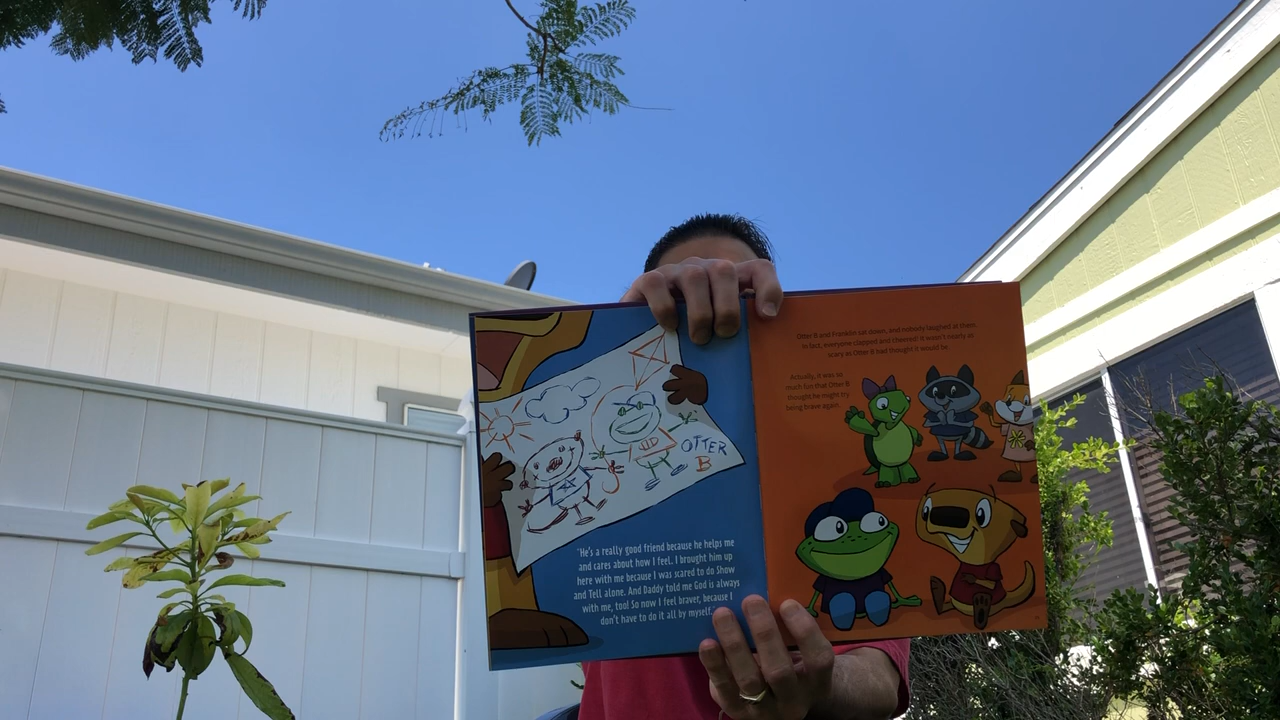 OTTER
B
"He's a really good friend because he helps me
and cares about how I feel. I brought him up
here with me because I was scared to do Show
and Tell alone. And Daddy told me God is always
with me, too! So now I feel braver, because I
don't have to do it all by myself."
Otter B and Franklin sat down, and nobody laughed at them.
In fact, everyone clapped and cheered! It wasn't nearly as
scary as Otter B had thought it would be.
Actually, it was so
much fun that Otter B
thought he might try
being brave again.